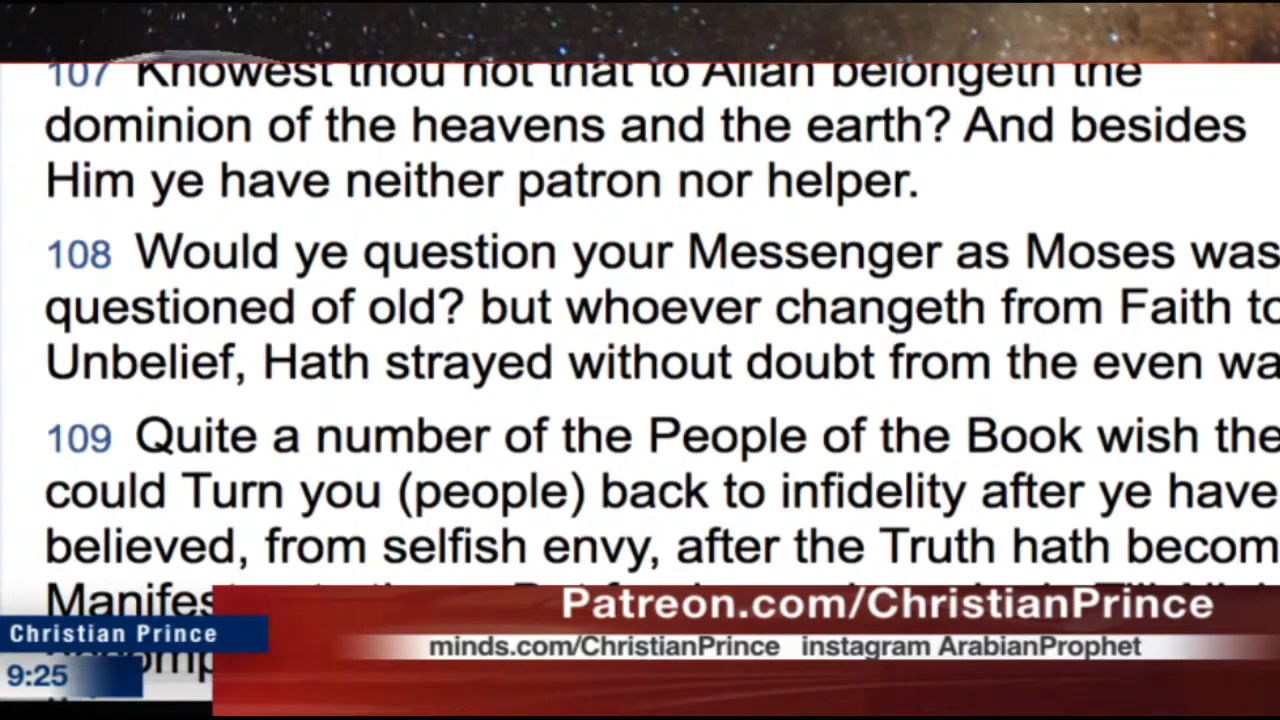 107 Knowest thou not that to Allah belongeth the
dominion of the heavens and the earth? And besides
Him ye have neither patron nor helper.
108 Would ye question your Messenger as Moses was
questioned of old? but whoever changeth from Faith to
Unbelief, Hath strayed without doubt from the even wa
109 Quite a number of the People of the Book wish the
could Turn you (people) back to infidelity after ye have
believed, from selfish envy, after the Truth hath becom
Manifes
Patreon.com/ChristianPrince
Christian Prince
minds.com/ChristianPrince instagram ArabianProphet
9:25